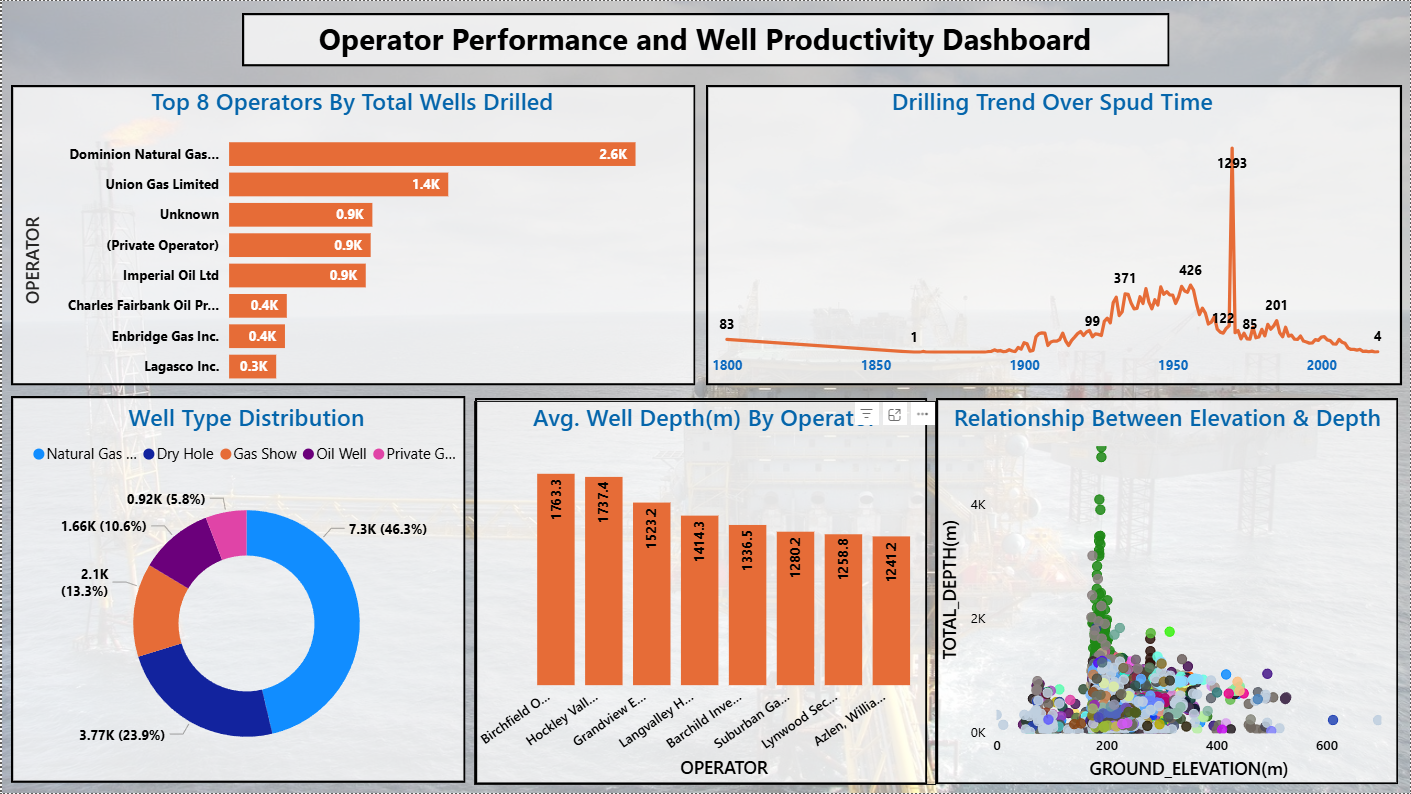 Operator Performance and Well Productivity Dashboard
Top 8 Operators By Total Wells Drilled
OPERATOR
Dominion Natural Gas... 2.6K
Union Gas Limited 1.4K
Unknown 0.9K
(Private Operator) 0.9K
Imperial Oil Ltd 0.9K
Charles Fairbank Oil Pr... 0.4K
Enbridge Gas Inc. 0.4K
Lagasco Inc. 0.3K
Drilling Trend Over Spud Time
1293
426
371
201
99
122
85
83
1
4
1800 1850 1900 1950 2000
Well Type Distribution
Natural Gas ... Dry Hole Gas Show Oil Well Private G...
0.92K (5.8%)
1.66K (10.6%)
7.3K (46.3%)
2.1K
(13.3%)
3.77K (23.9%)
Avg. Well Depth(m) By Operat
1763.3
1737.4
1523.2
1414.3
1336.5
1280.2
1258.8
1241.2
Birchfield O...
Hockley Vall...
Grandview E...
Langvalley H...
Barchild Inve...
Suburban Ga...
Lynwood Sec...
Azlen, Willia...
OPERATOR
Relationship Between Elevation & Depth
TOTAL_DEPTH(m)
4K
2K
0K
0 200 400 600
GROUND_ELEVATION(m)